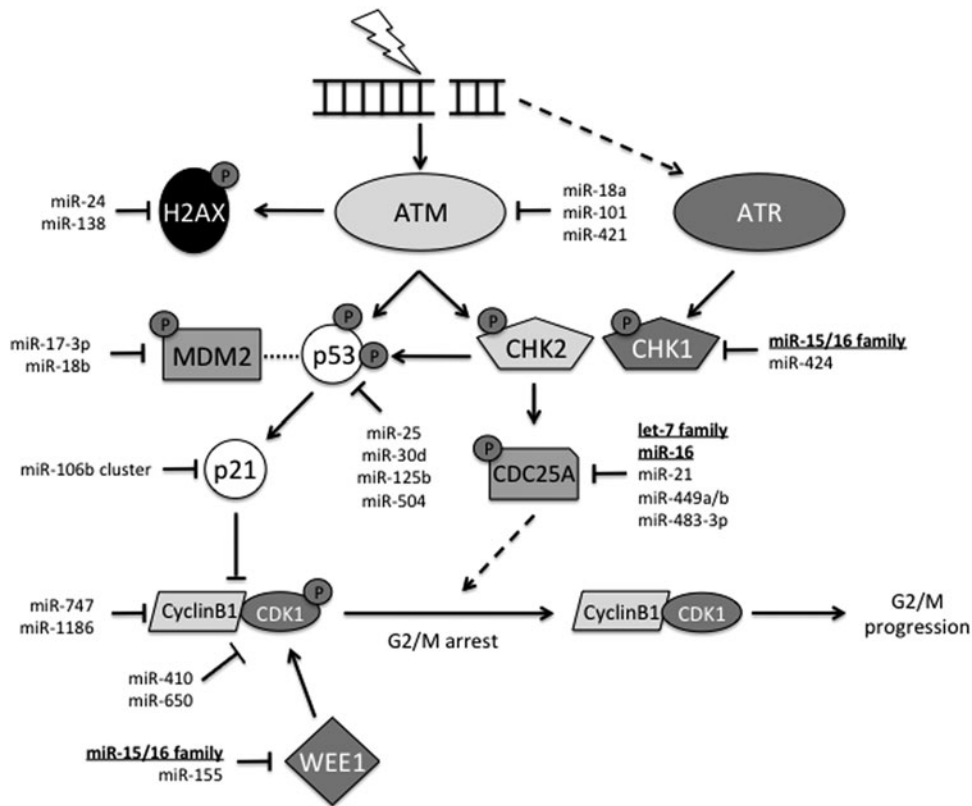 P
miR-24
miR-138
H2AX
ATM
miR-18a
miR-101
miR-421
ATR
P
miR-17-3p
miR-18b
MDM2
P
p53
P
P
CHK2
P
CHK1
miR-15/16 family
miR-424
miR-106b cluster
p21
miR-25
miR-30d
miR-125b
miR-504
P
CDC25A
let-7 family
miR-16
miR-21
miR-449a/b
miR-483-3p
miR-747
miR-1186
CyclinB1
CDK1
P
G2/M arrest
CyclinB1
CDK1
G2/M
progression
miR-410
miR-650
miR-15/16 family
miR-155
WEE1